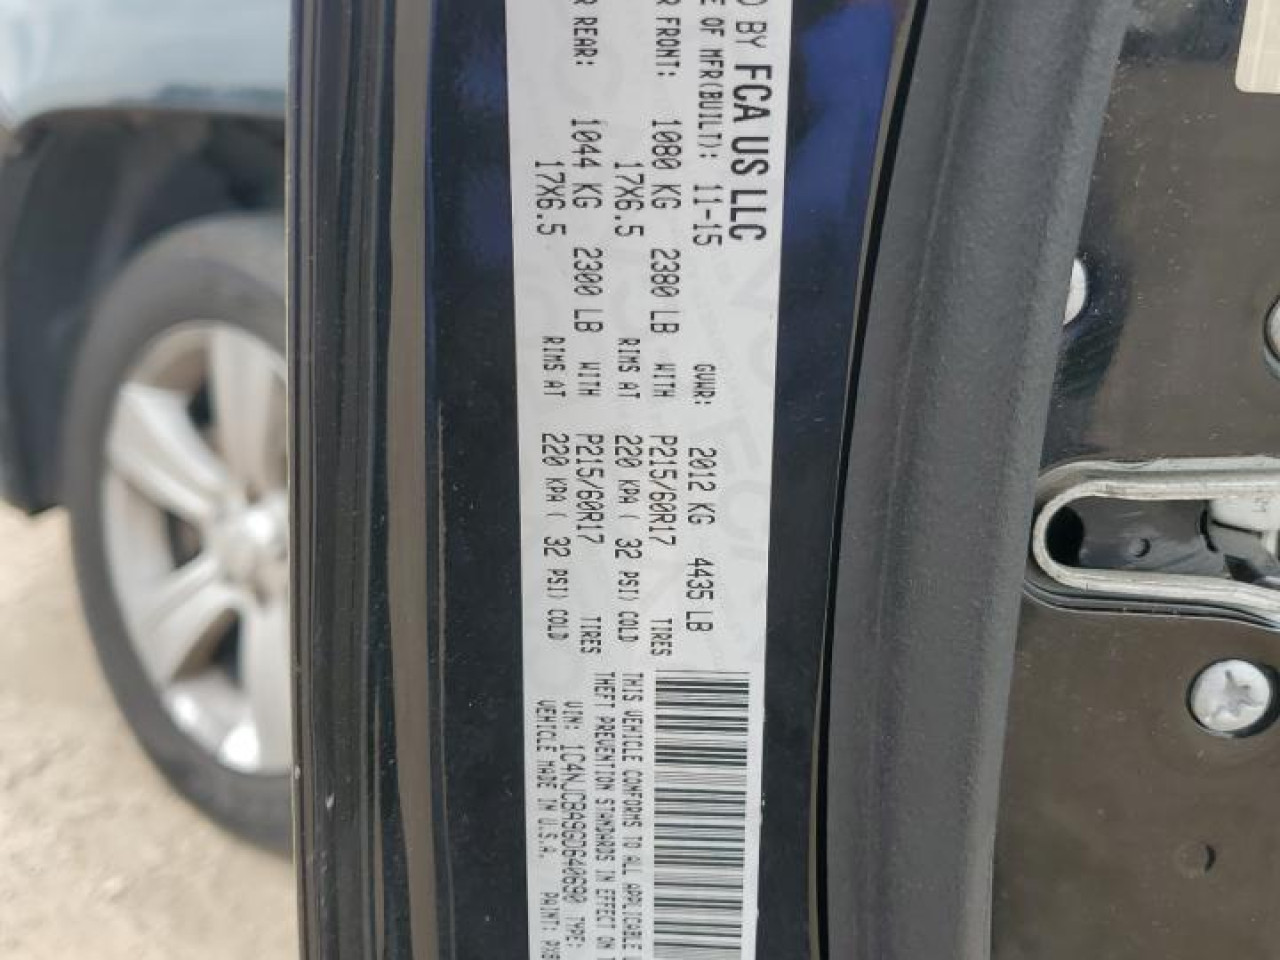 D BY FCA US LLC
E OF MFR(BUILT): 11-15 GVWR: 2012 KG 4435 LB
R FRONT: 1080 KG 2380 LB WITH P215/60R17 TIRES
17X6.5 RIMS AT 220 KPA( 32 PSI) COLD
R REAR: 1044 KG 2300 LB WITH P215/60R17 TIRES
17X6.5 RIMS AT 220 KPA( 32 PSI) COLD
THIS VEHICLE CONFORMS TO ALL APPLICABLE
THEFT PREVENTION STANDARDS IN EFFECT ON
VIN: 1C4NJCBA9GD640690 TYPE:
VEHICLE MADE IN U.S.A. PAINT: PX8